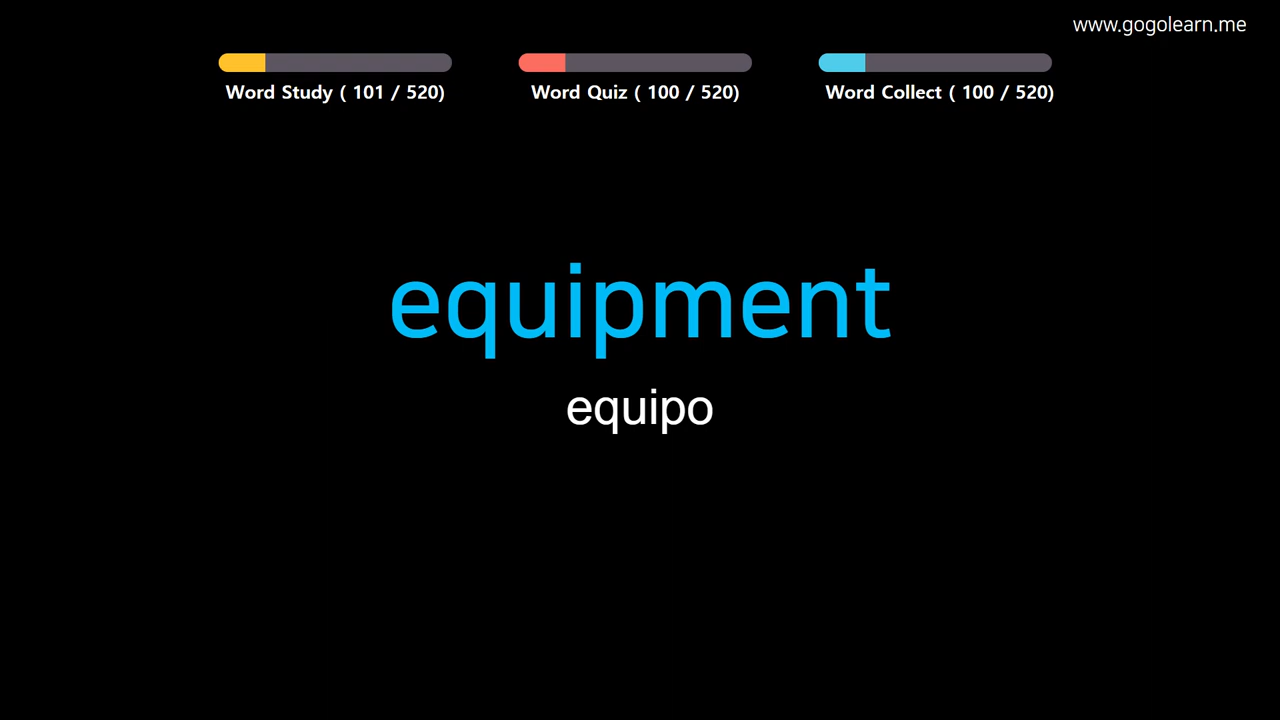 www.gogolearn.me
Word Study ( 101 / 520)
Word Quiz ( 100 / 520)
Word Collect ( 100 / 520)
equipment
equipo